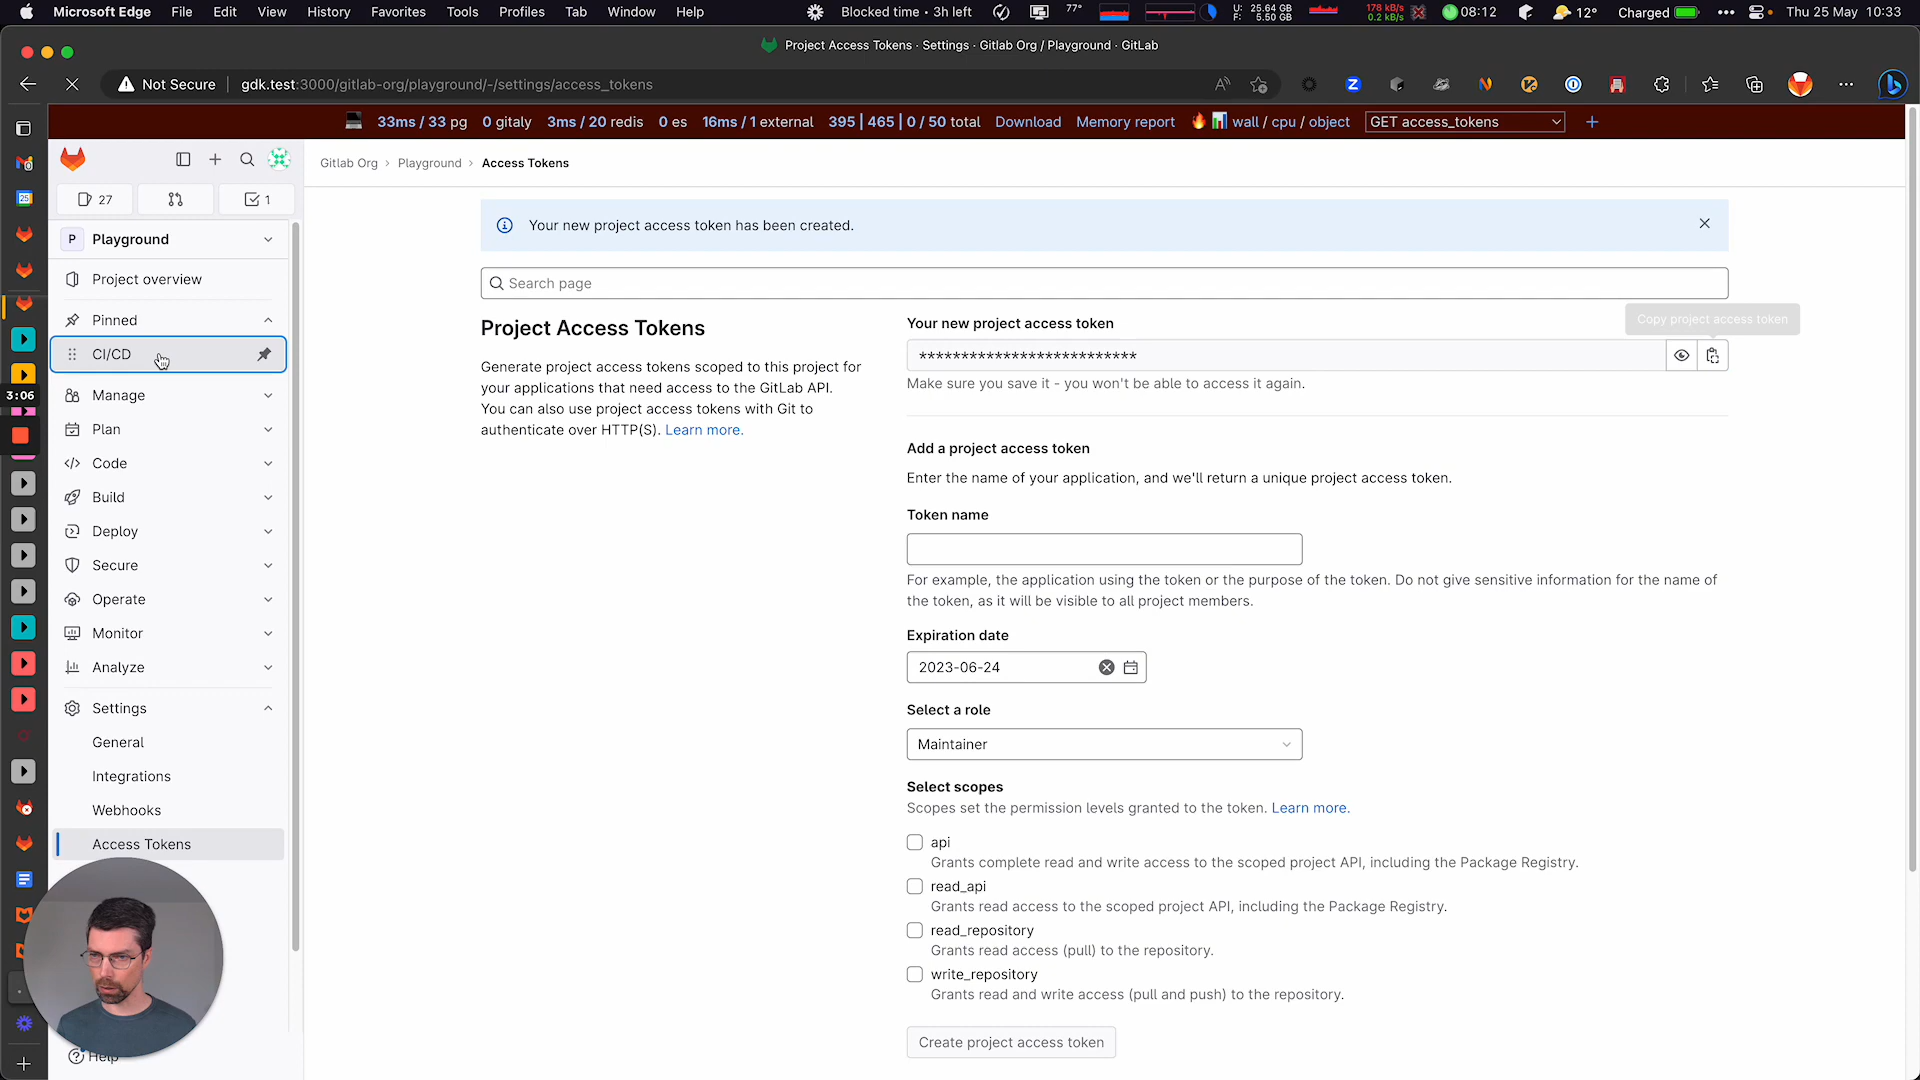 Microsoft Edge File Edit View History Favorites Tools Profiles Tab Window Help
Blocked time • 3h left
77°
U: 25.64 GB
F: 5.50 GB
178 kB/s
0.2 kB/s
08:12
12°
Charged
Thu 25 May 10:33
Project Access Tokens · Settings · Gitlab Org / Playground · GitLab
Not Secure
gdk.test:3000/gitlab-org/playground/-/settings/access_tokens
33ms / 33 pg 0 gitaly 3ms / 20 redis 0 es 16ms / 1 external 395 | 465 | 0 / 50 total Download Memory report wall / cpu / object GET access_tokens +
27
1
Gitlab Org › Playground › Access Tokens
P Playground
Project overview
Pinned
CI/CD
Manage
3:06
Plan
Code
Build
Deploy
Secure
Operate
Monitor
Analyze
Settings
General
Integrations
Webhooks
Access Tokens
Help
Your new project access token has been created.
Search page
Project Access Tokens
Generate project access tokens scoped to this project for
your applications that need access to the GitLab API.
You can also use project access tokens with Git to
authenticate over HTTP(S). Learn more.
Your new project access token
Copy project access token
**************************
Make sure you save it - you won't be able to access it again.
Add a project access token
Enter the name of your application, and we'll return a unique project access token.
Token name
For example, the application using the token or the purpose of the token. Do not give sensitive information for the name of
the token, as it will be visible to all project members.
Expiration date
2023-06-24
Select a role
Maintainer
Select scopes
Scopes set the permission levels granted to the token. Learn more.
api
Grants complete read and write access to the scoped project API, including the Package Registry.
read_api
Grants read access to the scoped project API, including the Package Registry.
read_repository
Grants read access (pull) to the repository.
write_repository
Grants read and write access (pull and push) to the repository.
Create project access token